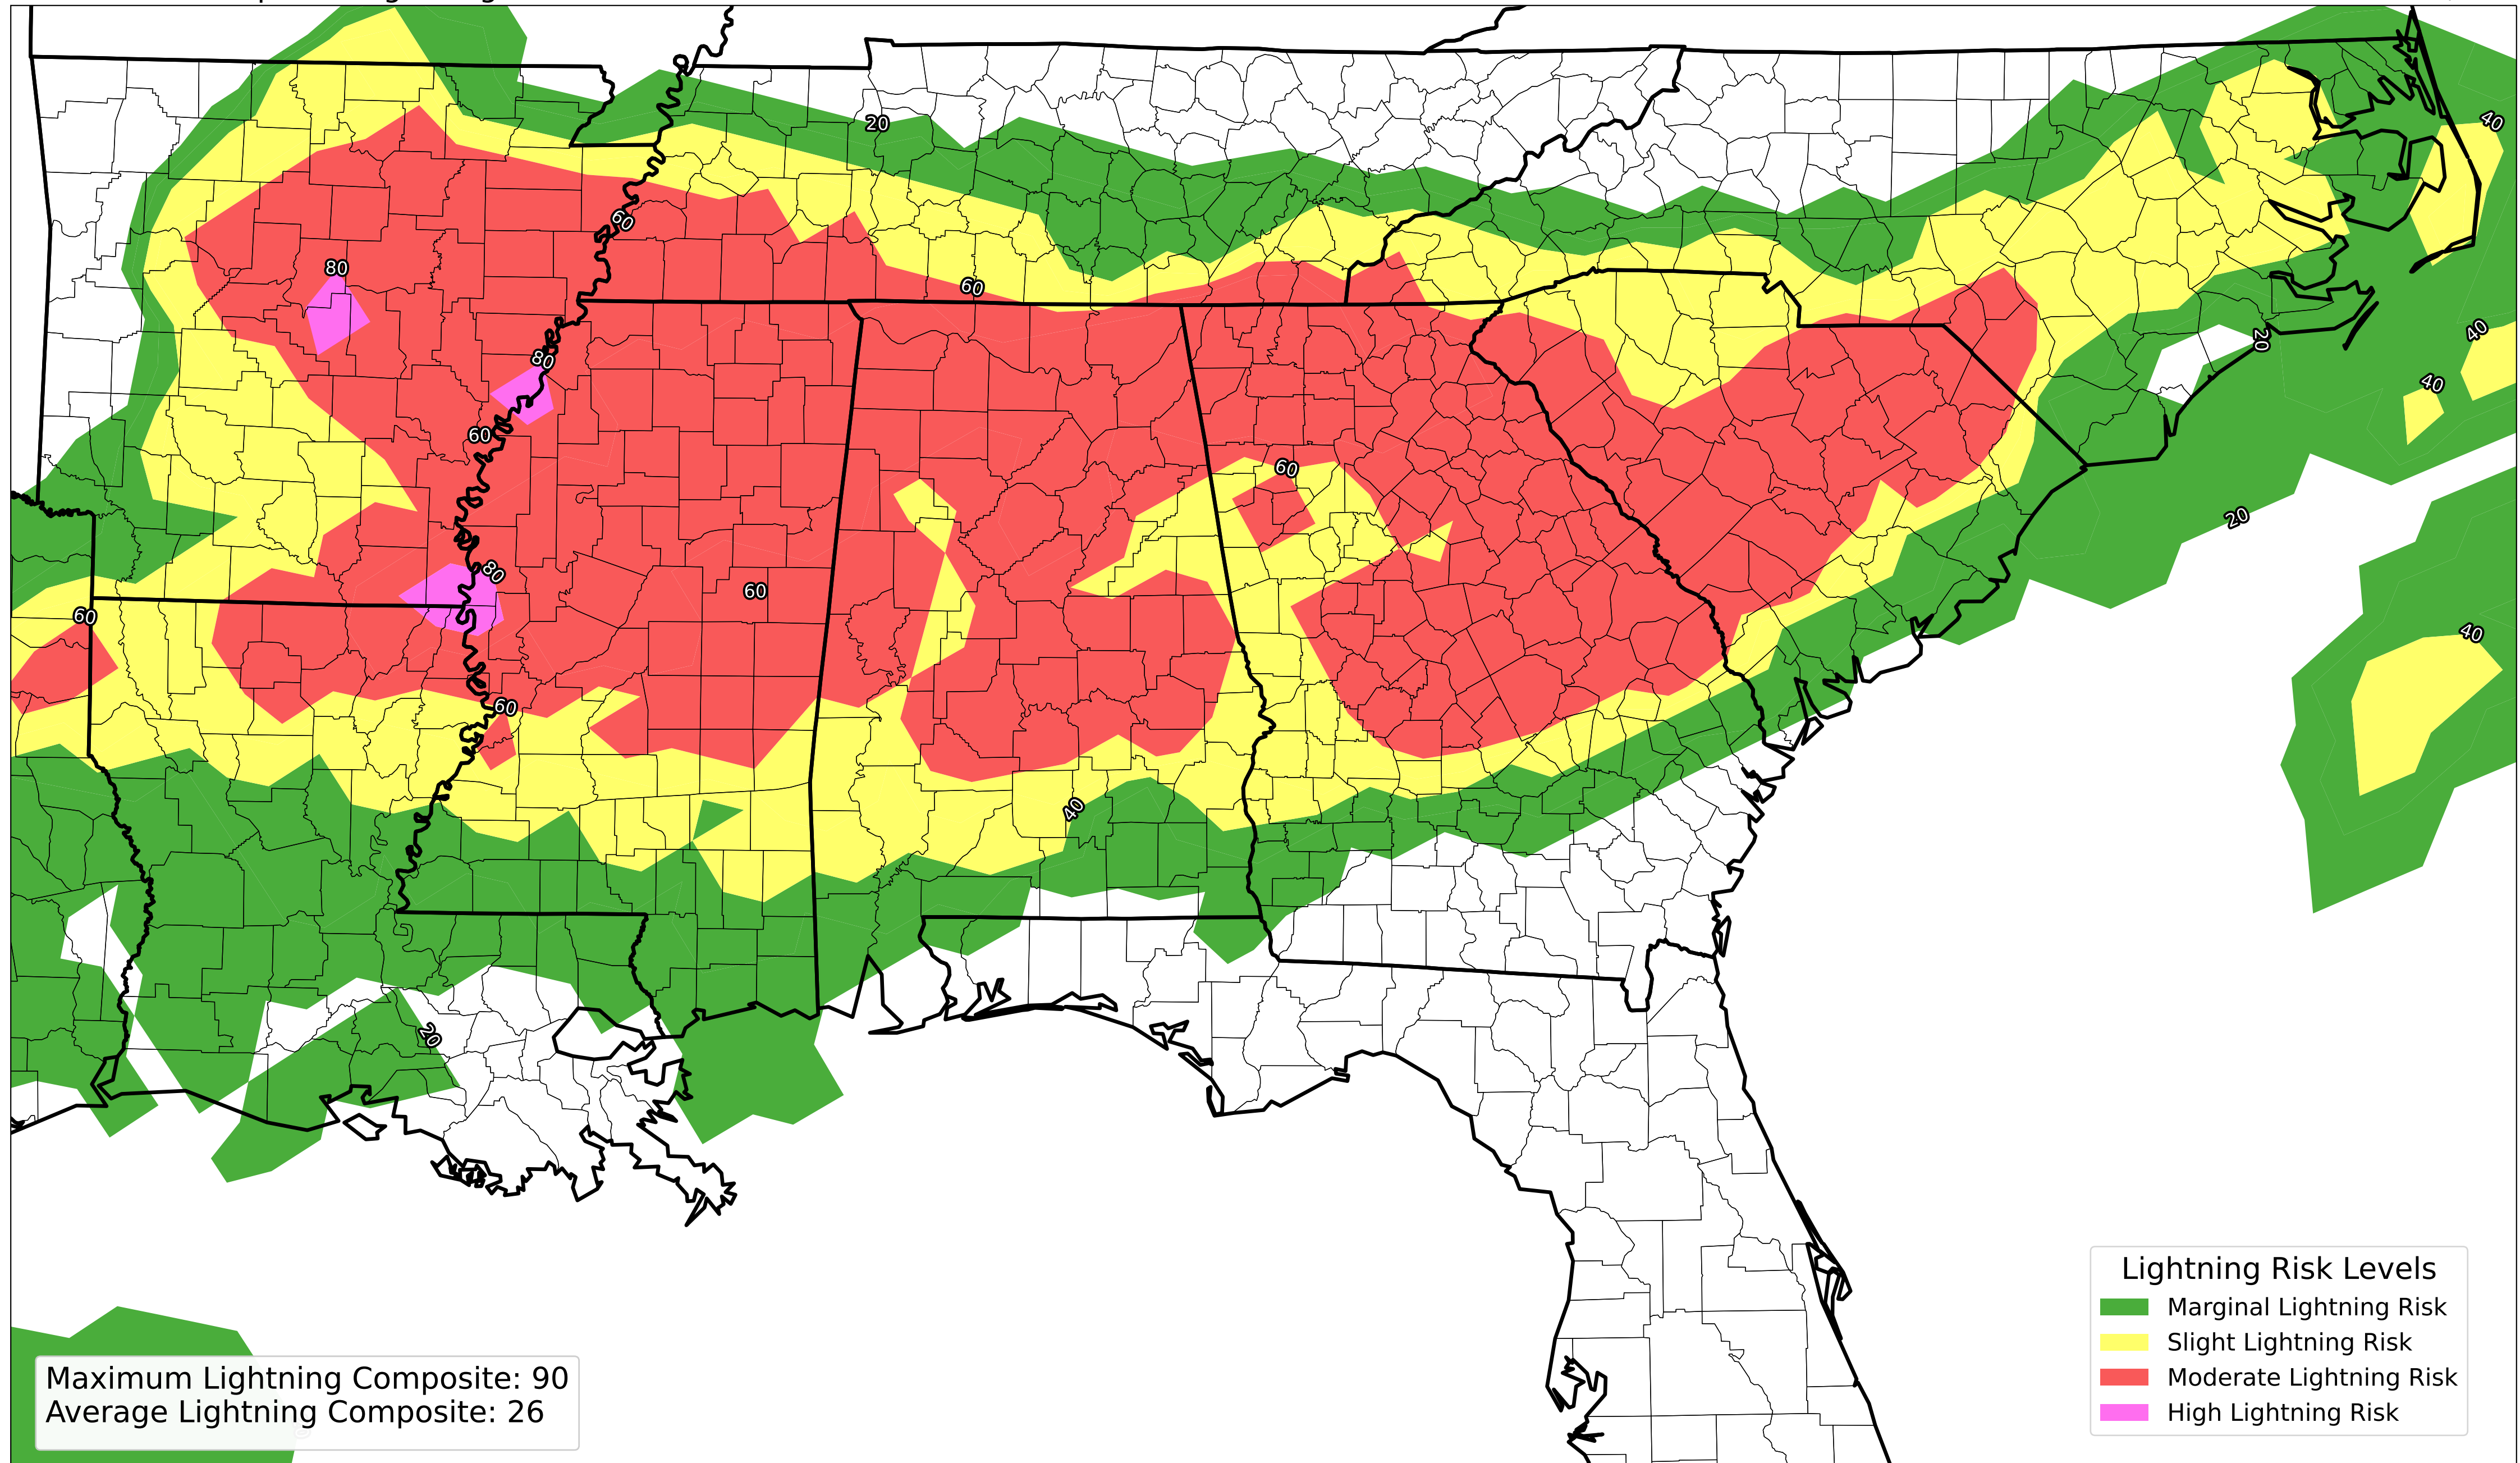 20
40
60
80
60
40
20
80
40
60
60
20
80
60
60
40
60
40
20
Lightning Risk Levels
Marginal Lightning Risk
Slight Lightning Risk
Moderate Lightning Risk
High Lightning Risk
Maximum Lightning Composite: 90
Average Lightning Composite: 26